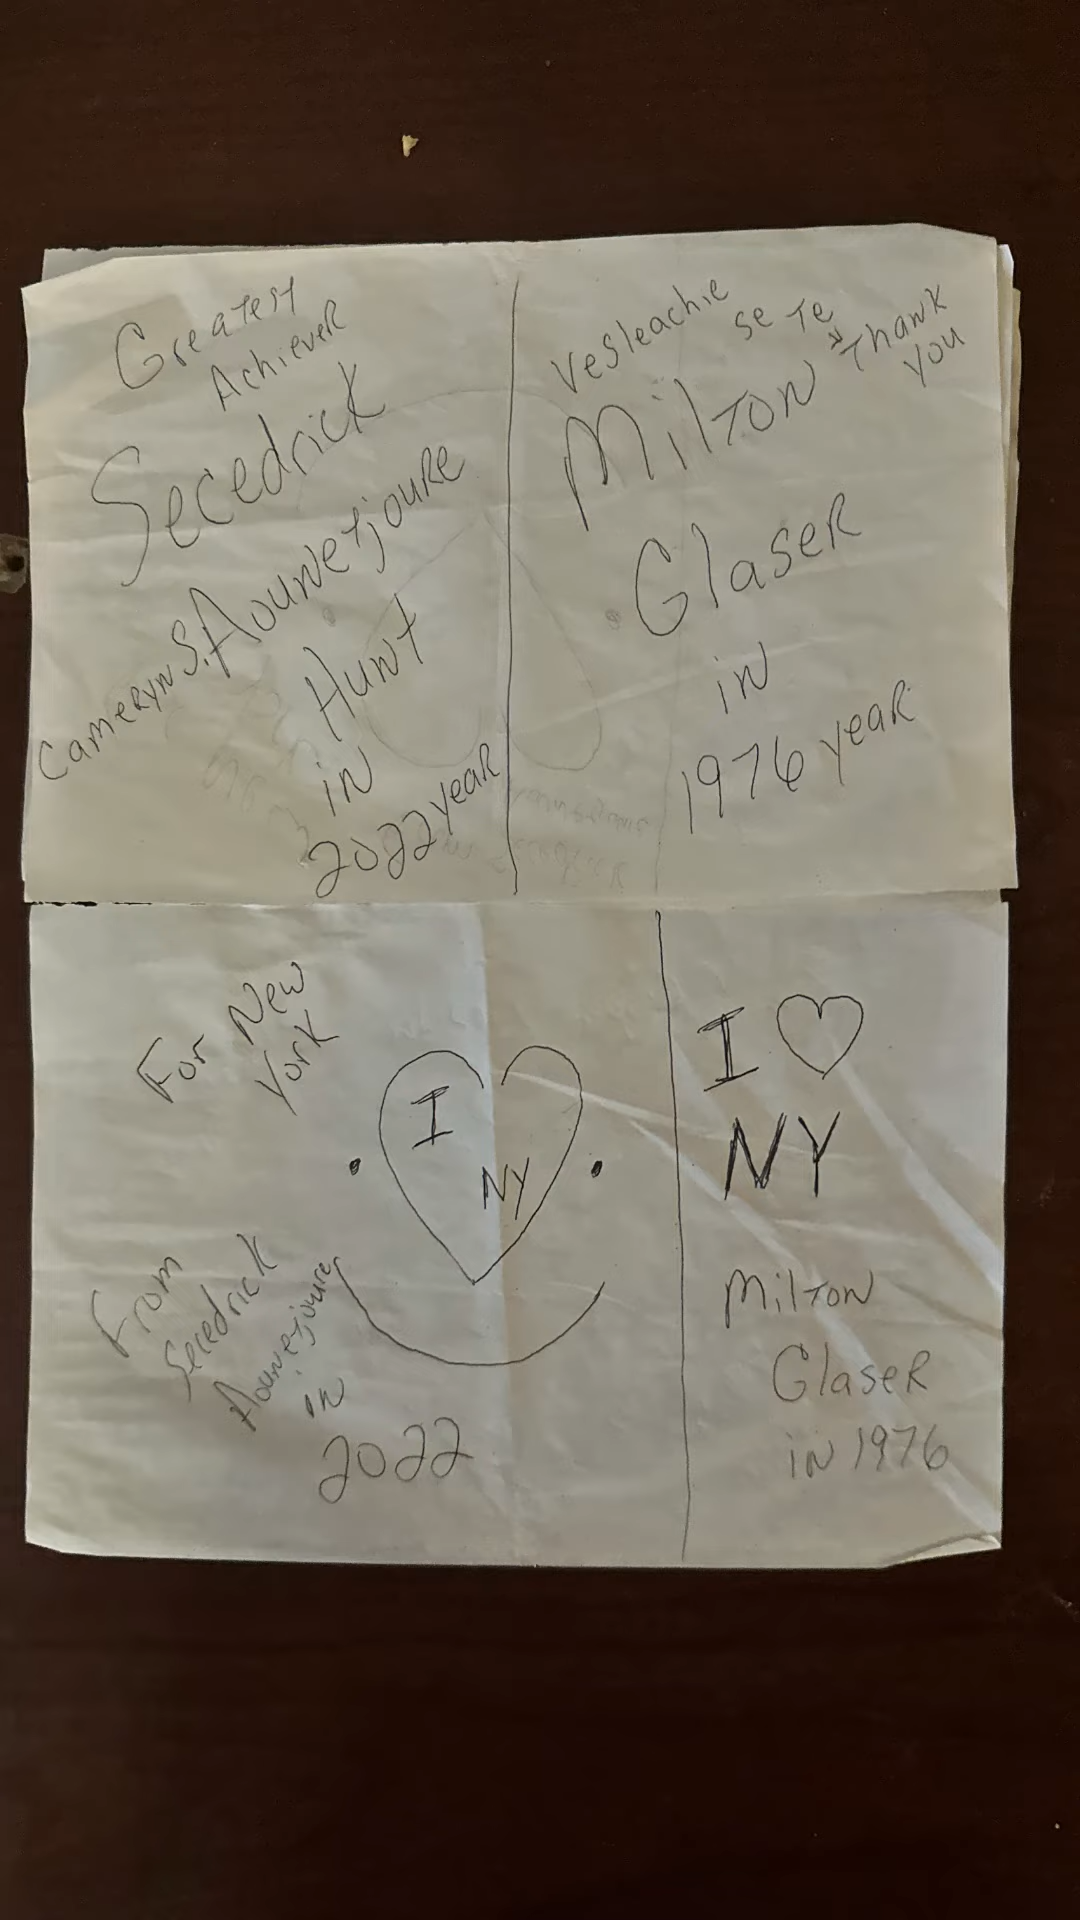 Greatest
Achiever
Secedrick
Cameryn S. Aounetjoure
Hunt
in
2022 year
Vesleachie
se Te
Thank
you
Milton
Glaser
in
1976 year
For New
York
I
NY
From
Secedrick
Aounetjoure
in
2022
I ♡
NY
Milton
Glaser
in 1976